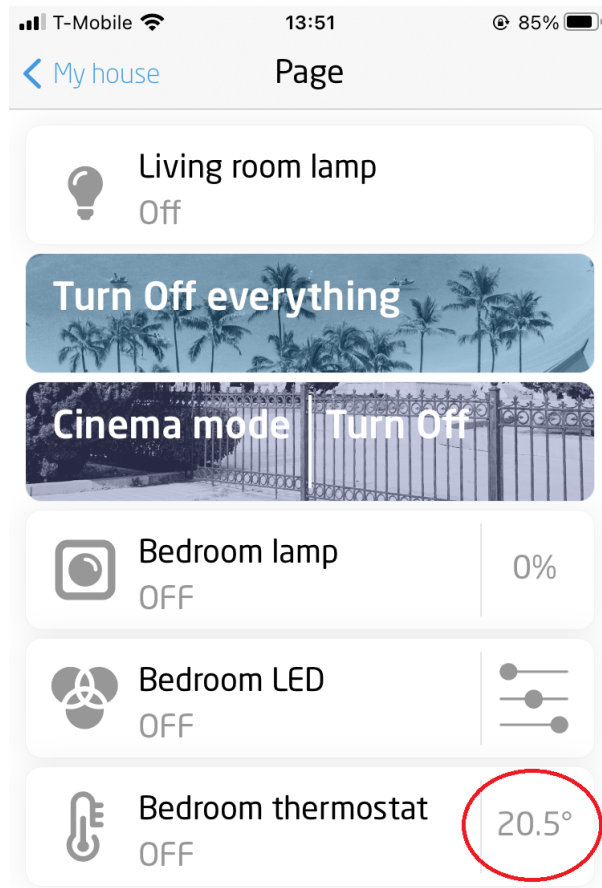 T-Mobile 13:51 85%
My house Page
Living room lamp
Off
Turn Off everything
Cinema mode Turn Off
Bedroom lamp
OFF
0%
Bedroom LED
OFF
Bedroom thermostat
OFF
20.5°